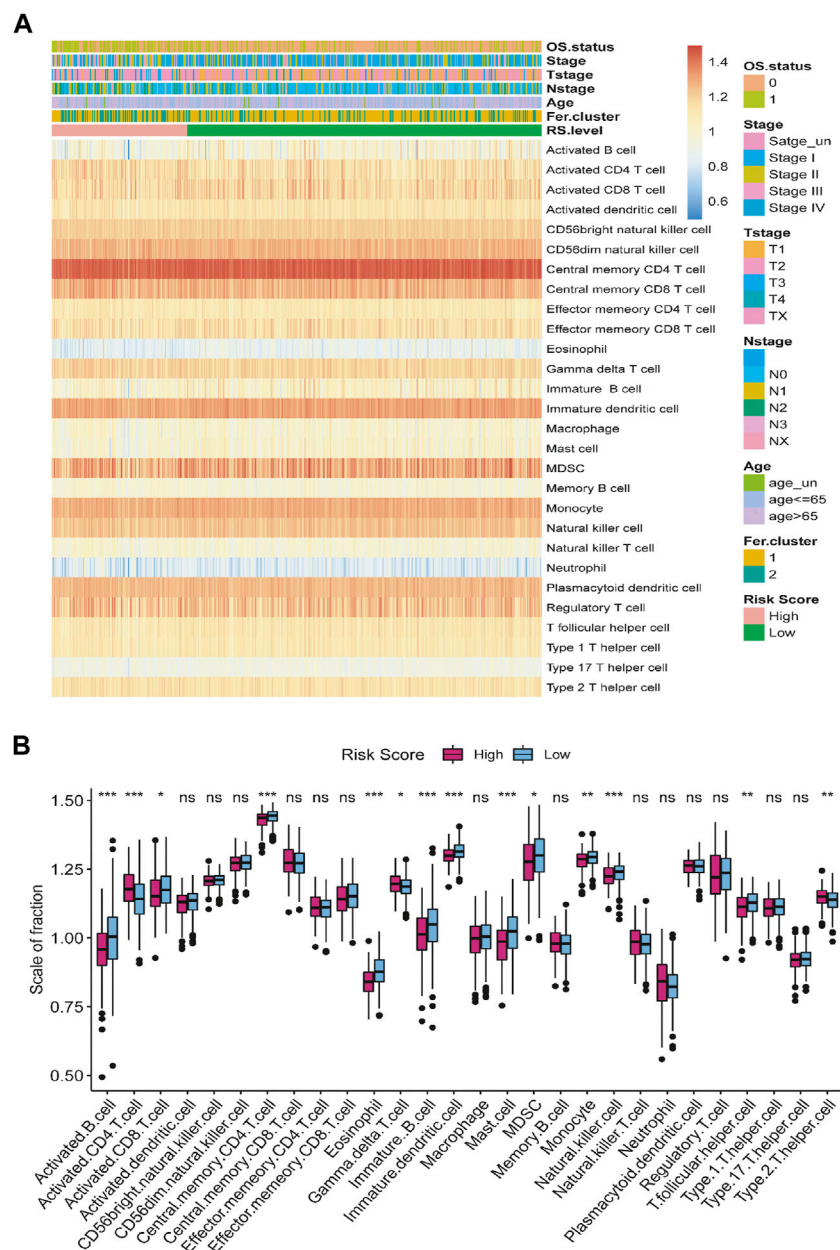 A
OS.status
Stage
Tstage
Nstage
Age
Fer.cluster
RS.level
Activated B cell
Activated CD4 T cell
Activated CD8 T cell
Activated dendritic cell
CD56bright natural killer cell
CD56dim natural killer cell
Central memory CD4 T cell
Central memory CD8 T cell
Effector memeory CD4 T cell
Effector memeory CD8 T cell
Eosinophil
Gamma delta T cell
Immature B cell
Immature dendritic cell
Macrophage
Mast cell
MDSC
Memory B cell
Monocyte
Natural killer cell
Natural killer T cell
Neutrophil
Plasmacytoid dendritic cell
Regulatory T cell
T follicular helper cell
Type 1 T helper cell
Type 17 T helper cell
Type 2 T helper cell
1.4
1.2
1
0.8
0.6
OS.status
0
1
Stage
Satge_un
Stage I
Stage II
Stage III
Stage IV
Tstage
T1
T2
T3
T4
TX
Nstage
N0
N1
N2
N3
NX
Age
age_un
age<=65
age>65
Fer.cluster
1
2
Risk Score
High
Low
B
Risk Score High Low
*** *** * ns ns ns *** ns ns ns *** * *** *** ns *** * ns ** *** ns ns ns ns ** ns ns **
Scale of fraction
1.50
1.25
1.00
0.75
0.50
Activated.B.cell
Activated.CD4.T.cell
Activated.CD8.T.cell
Activated.dendritic.cell
CD56bright.natural.killer.cell
CD56dim.natural.killer.cell
Central.memory.CD4.T.cell
Central.memory.CD8.T.cell
Effector.memeory.CD4.T.cell
Effector.memeory.CD8.T.cell
Eosinophil
Gamma.delta.T.cell
Immature..B.cell
Immature.dendritic.cell
Macrophage
Mast.cell
MDSC
Memory.B.cell
Monocyte
Natural.killer.cell
Natural.killer.T.cell
Neutrophil
Plasmacytoid.dendritic.cell
Regulatory.T.cell
T.follicular.helper.cell
Type.1.T.helper.cell
Type.17.T.helper.cell
Type.2.T.helper.cell